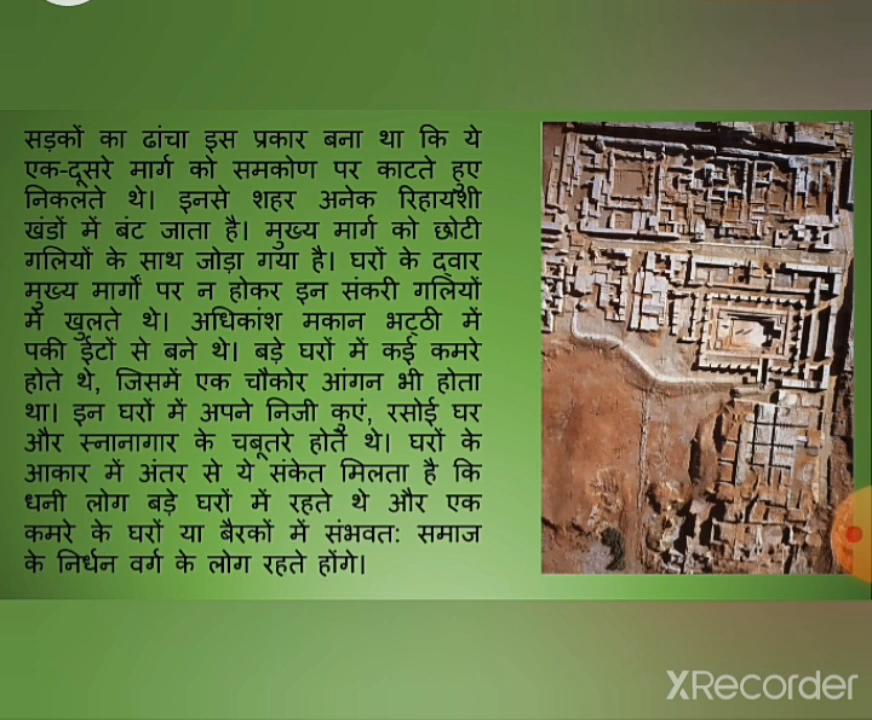 सड़कों का ढांचा इस प्रकार बना था कि ये
एक-दूसरे मार्ग को समकोण पर काटते हुए
निकलते थे। इनसे शहर अनेक रिहायशी
खंडों में बंट जाता है। मुख्य मार्ग को छोटी
गलियों के साथ जोड़ा गया है। घरों के द्वार
मुख्य मार्गों पर न होकर इन संकरी गलियों
में खुलते थे। अधिकांश मकान भट्ठी में
पकी ईंटों से बने थे। बड़े घरों में कई कमरे
होते थे, जिसमें एक चौकोर आंगन भी होता
था। इन घरों में अपने निजी कुएं, रसोई घर
और स्नानागार के चबूतरे होते थे। घरों के
आकार में अंतर से ये संकेत मिलता है कि
धनी लोग बड़े घरों में रहते थे और एक
कमरे के घरों या बैरकों में संभवतः समाज
के निर्धन वर्ग के लोग रहते होंगे।
XRecorder